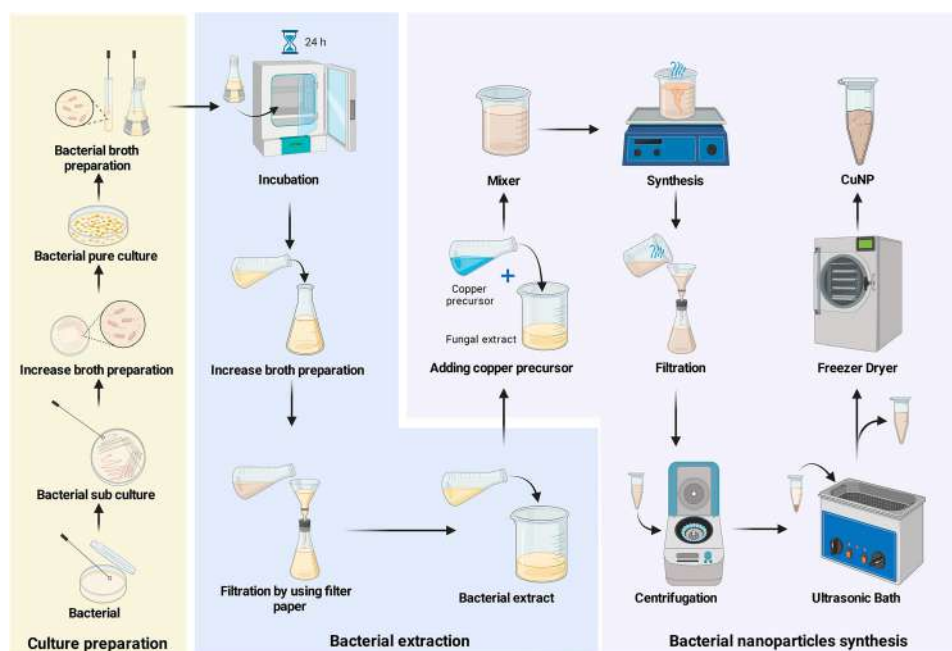 24 h
Bacterial broth
preparation
Bacterial pure culture
Increase broth preparation
Bacterial sub culture
Bacterial
Culture preparation
Incubation
Increase broth preparation
Filtration by using filter
paper
Bacterial extract
Bacterial extraction
Mixer
Copper
precursor
+
Fungal extract
Adding copper precursor
Synthesis
Filtration
Centrifugation
CuNP
Freezer Dryer
Ultrasonic Bath
Bacterial nanoparticles synthesis